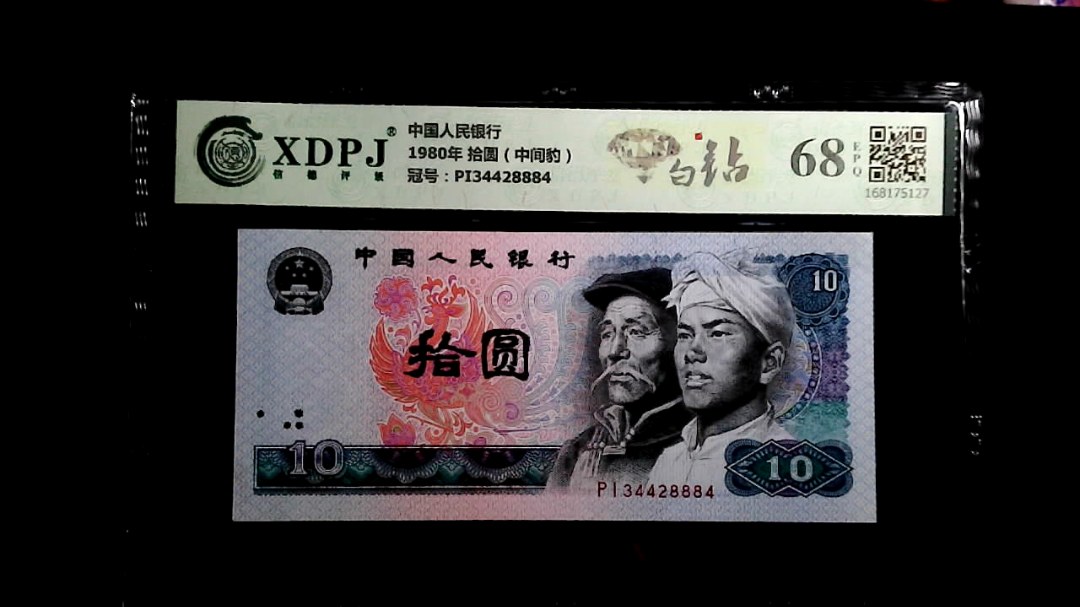 XDPJ®
信德评级
中国人民银行
1980年 拾圆（中间豹）
冠号：PI34428884
白钻
68
EPQ
168175127
中国人民银行
10
拾圆
10
10
PI34428884